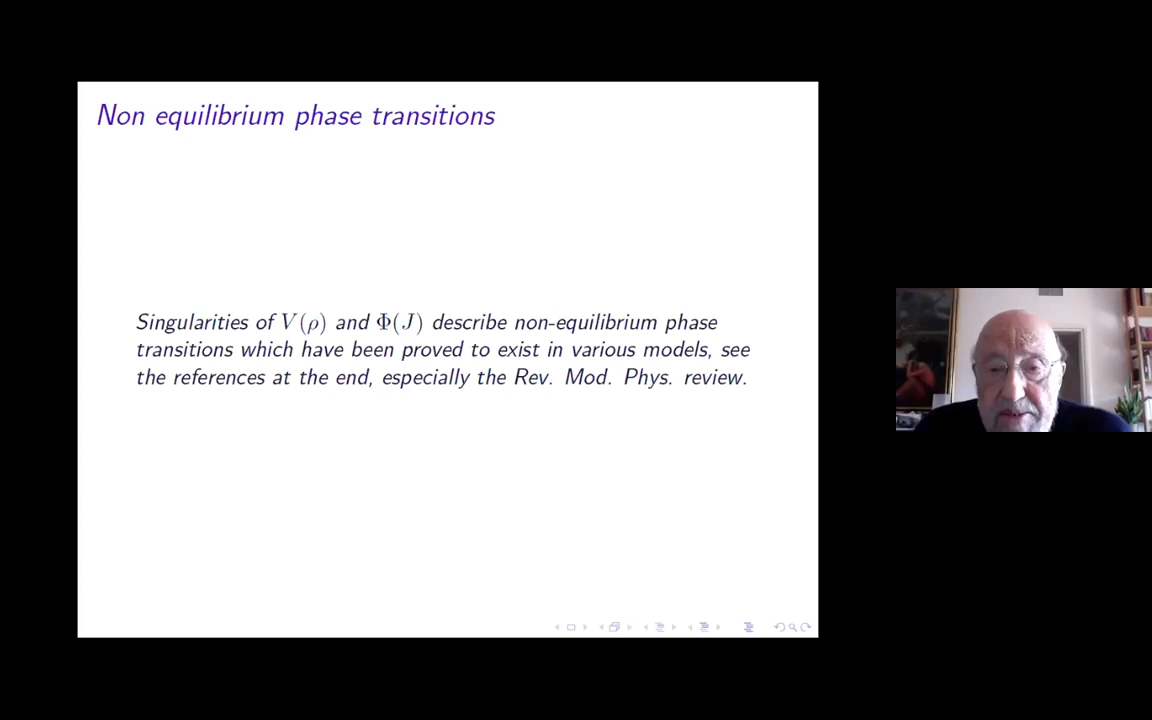 Non equilibrium phase transitions
Singularities of V(ρ) and Φ(J) describe non-equilibrium phase
transitions which have been proved to exist in various models, see
the references at the end, especially the Rev. Mod. Phys. review.